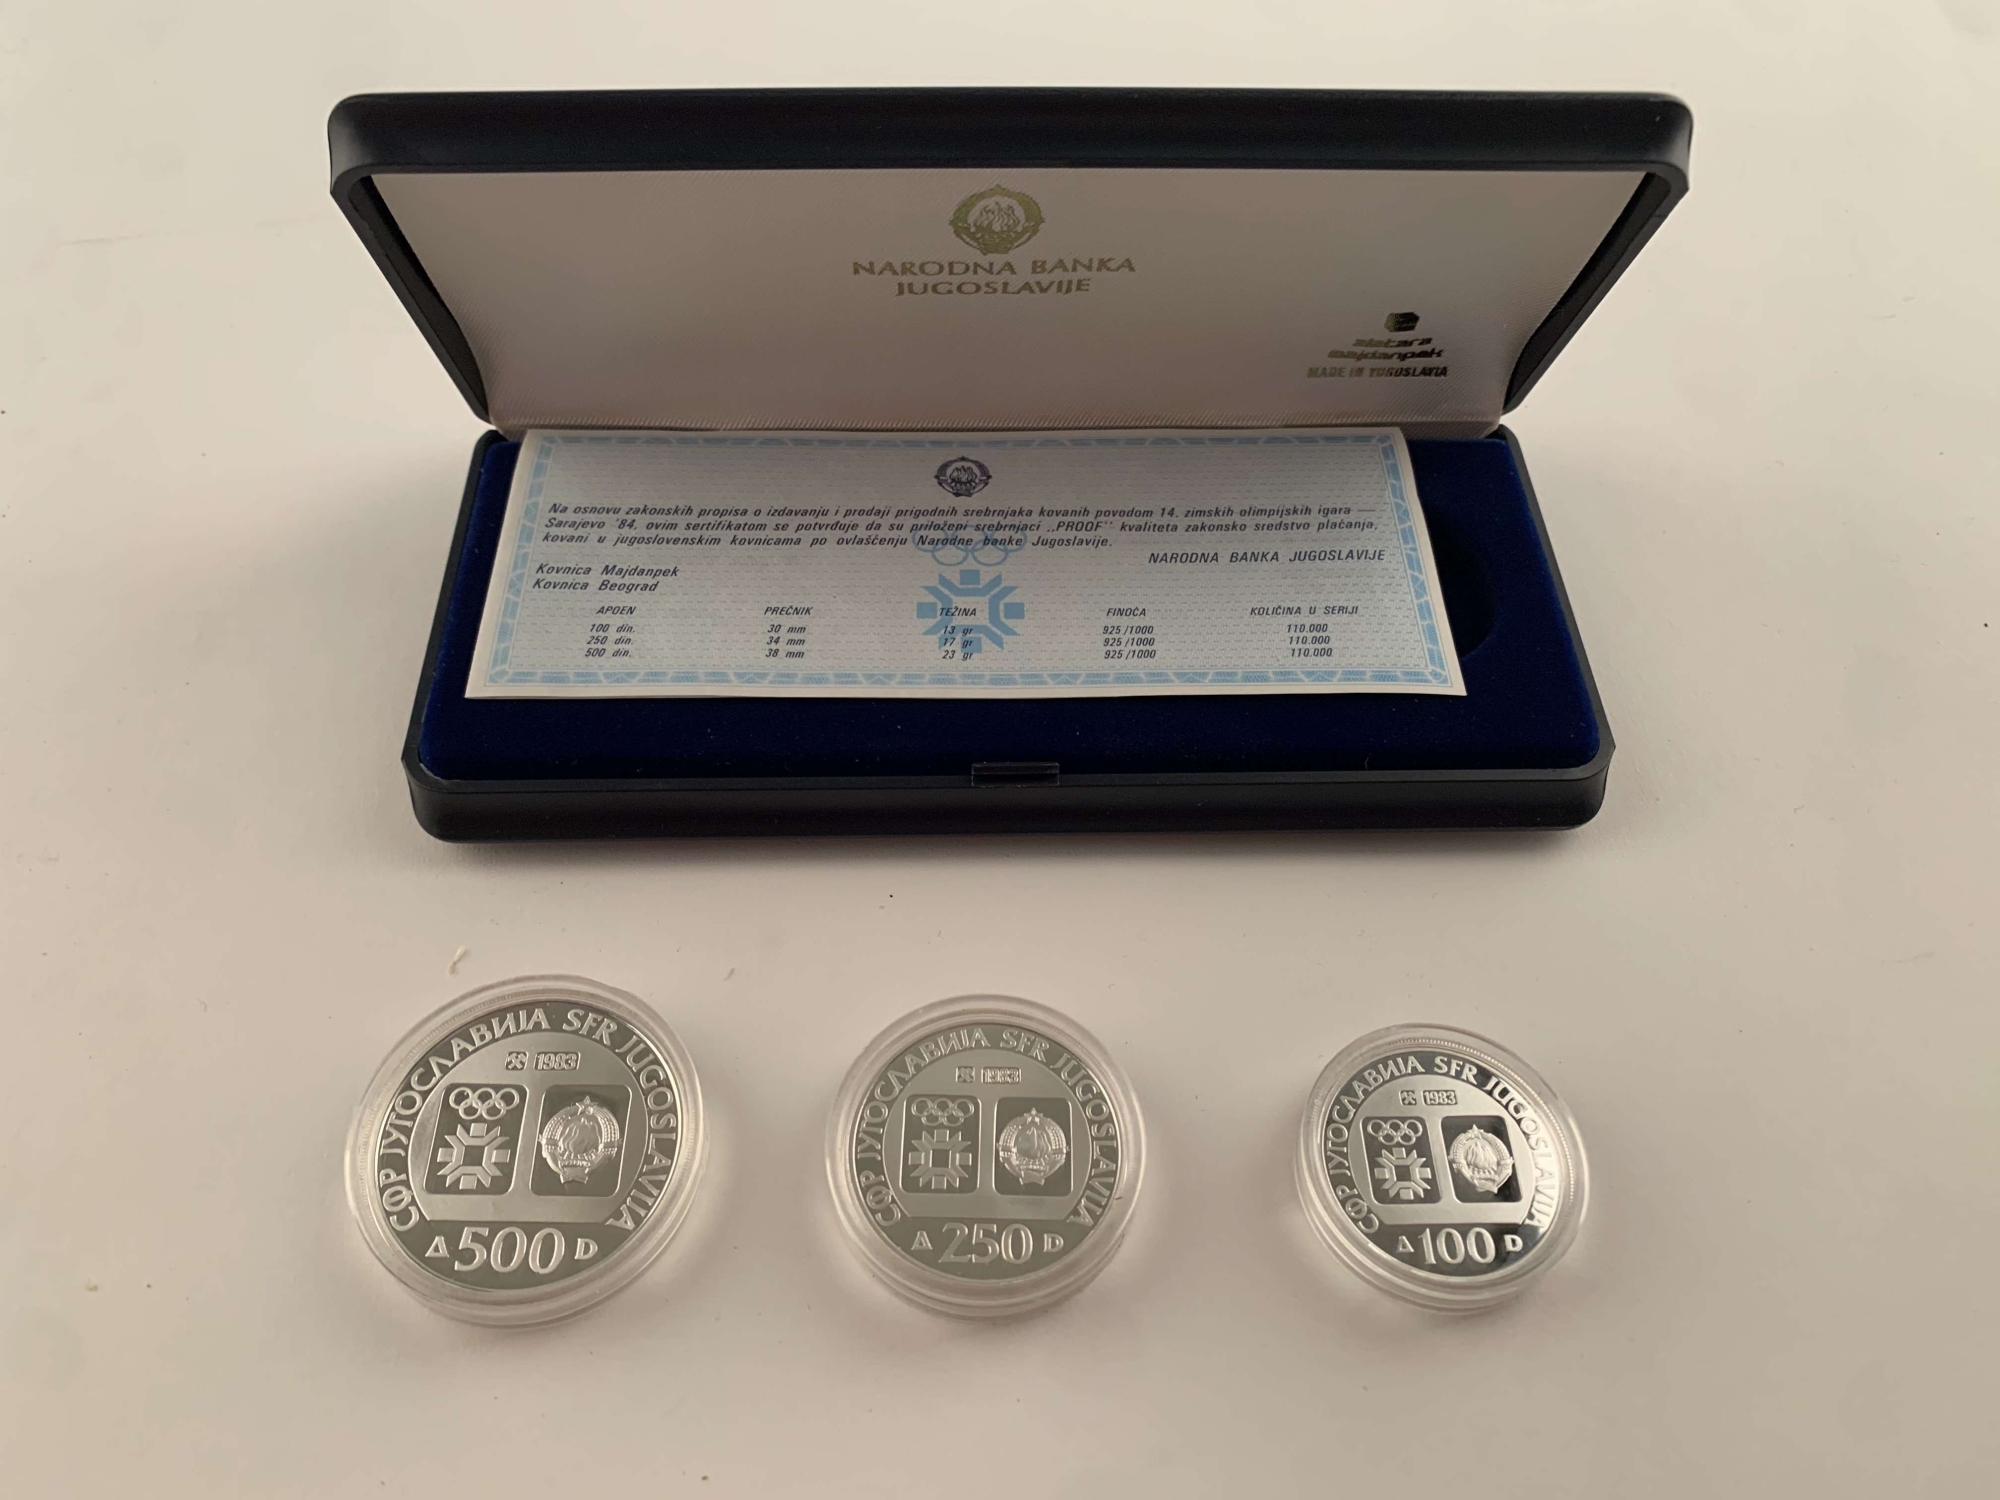 NARODNA BANKA
JUGOSLAVIJE
zlatara
majdanpek
MADE IN YUGOSLAVIA
Na osnovu zakonskih propisa o izdavanju i prodaji prigodnih srebrnjaka kovanih povodom 14. zimskih olimpijskih igara —
Sarajevo '84, ovim sertifikatom se potvrđuje da su priloženi srebrnjaci ,,PROOF'' kvaliteta zakonsko sredstvo plaćanja,
kovani u jugoslovenskim kovnicama po ovlašćenju Narodne banke Jugoslavije.
NARODNA BANKA JUGOSLAVIJE
Kovnica Majdanpek
Kovnica Beograd
APOEN PREČNIK TEŽINA FINOĆA KOLIČINA U SERIJI
100 din. 30 mm 13 gr 925/1000 110.000
250 din. 34 mm 17 gr 925/1000 110.000
500 din. 38 mm 23 gr 925/1000 110.000
СФР ЈУГОСЛАВИЈА SFR JUGOSLAVIJA
1983
Д 500 D
СФР ЈУГОСЛАВИЈА SFR JUGOSLAVIJA
1983
Д 250 D
СФР ЈУГОСЛАВИЈА SFR JUGOSLAVIJA
1983
Д 100 D